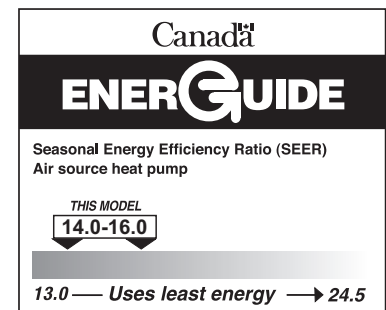 Canada
ENERGUIDE
Seasonal Energy Efficiency Ratio (SEER)
Air source heat pump
THIS MODEL
14.0-16.0
13.0 — Uses least energy → 24.5